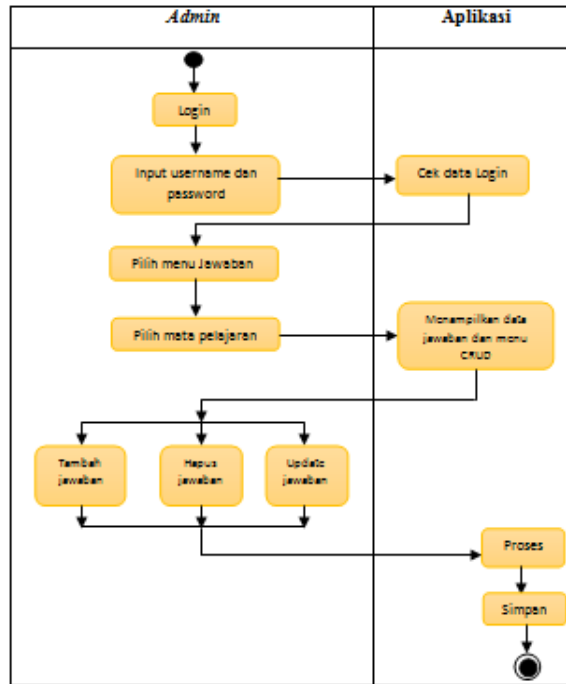 Admin
Aplikasi
Login
Input username dan
password
Cek data Login
Pilih menu Jawaban
Pilih mata pelajaran
Menampilkan data
jawaban dan menu
CRUD
Tambah
jawaban
Hapus
jawaban
Update
jawaban
Proses
Simpan